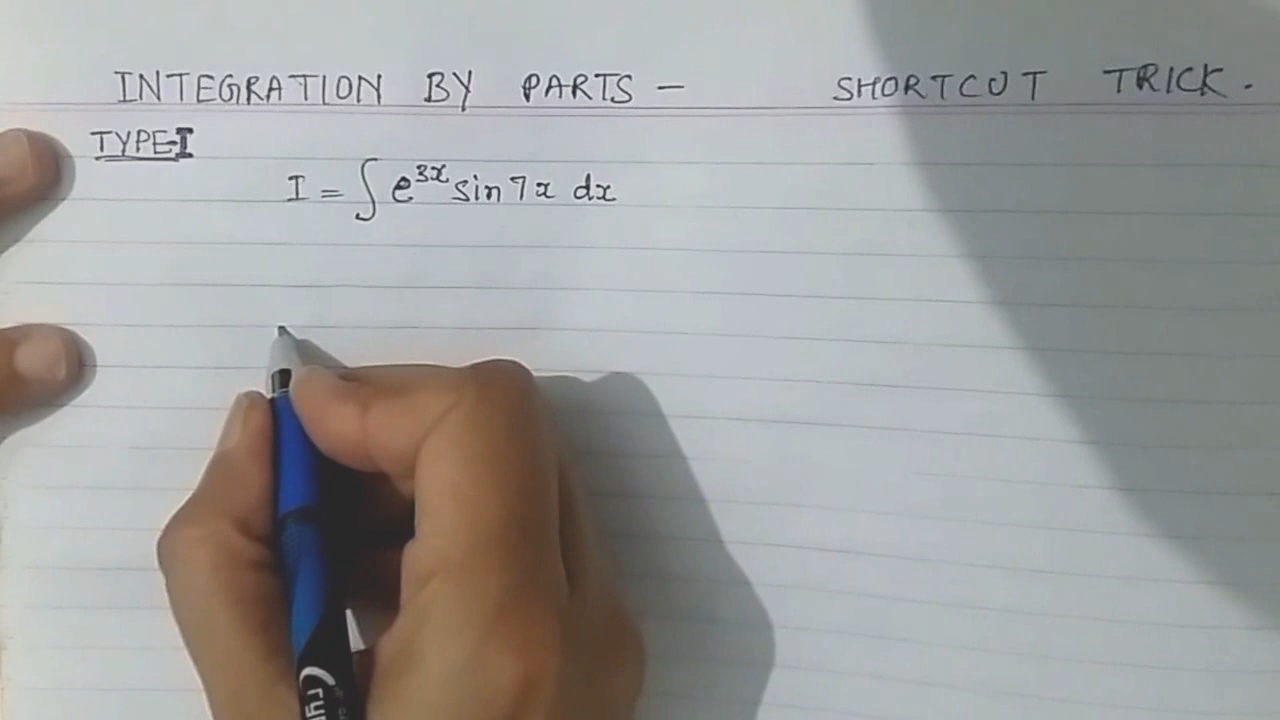 INTEGRATION BY PARTS - SHORTCUT TRICK.
TYPE-I
I = ∫ e^{3x} sin 7x dx